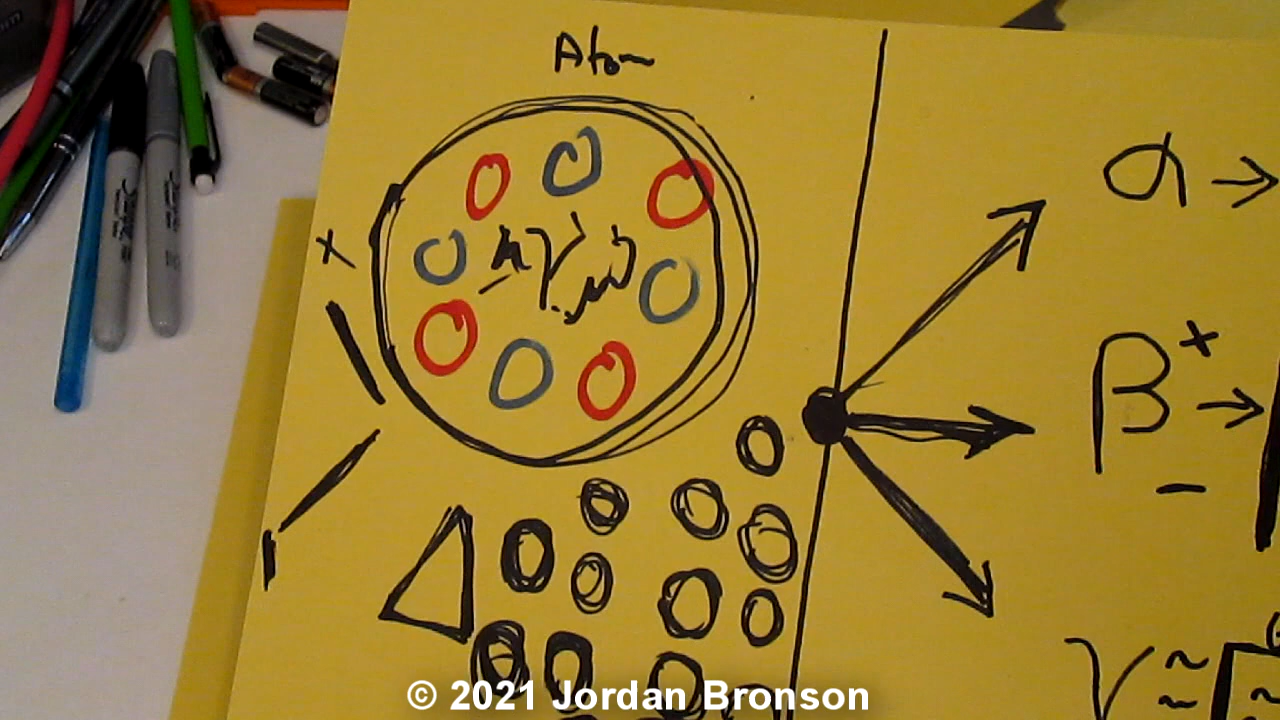 Atom
x
α →
β + →
−
γ ≈
© 2021 Jordan Bronson